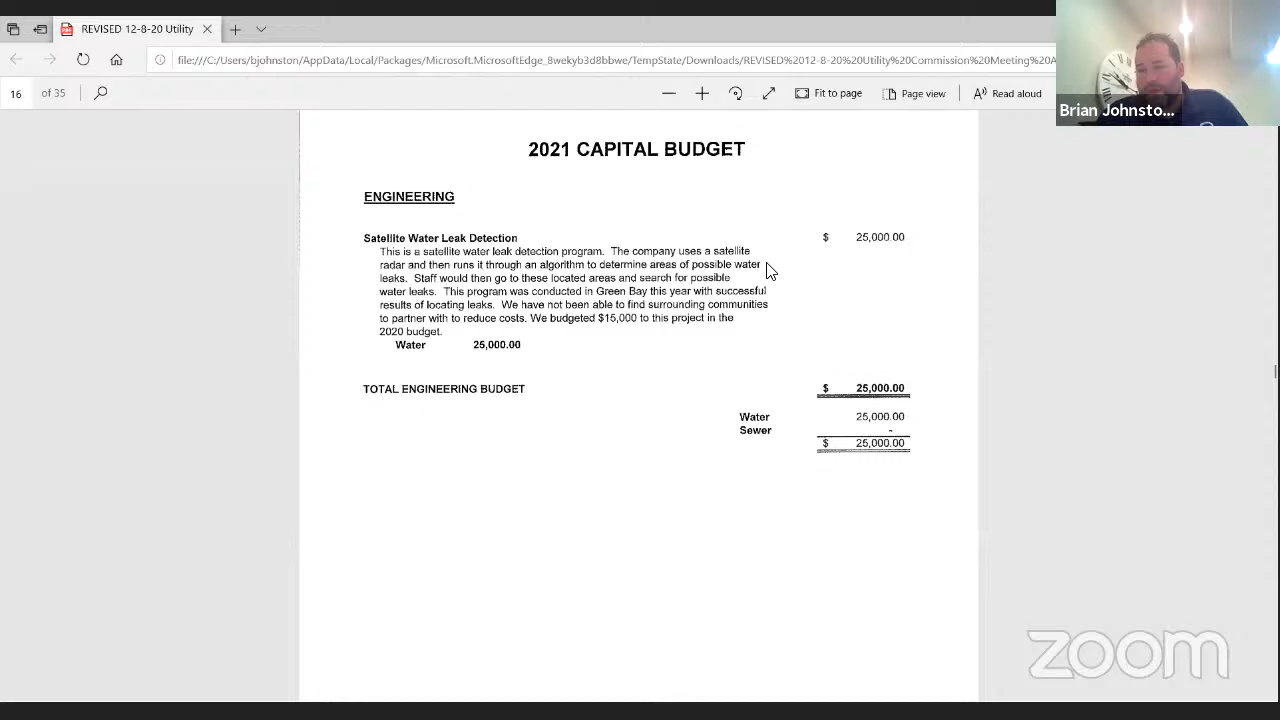 REVISED 12-8-20 Utility
file:///C:/Users/bjohnston/AppData/Local/Packages/Microsoft.MicrosoftEdge_8wekyb3d8bbwe/TempState/Downloads/REVISED%2012-8-20%20Utility%20Commission%20Meeting%20A
16 of 35
Fit to page Page view Read aloud
Brian Johnsto...
2021 CAPITAL BUDGET
ENGINEERING
Satellite Water Leak Detection $ 25,000.00
This is a satellite water leak detection program. The company uses a satellite
radar and then runs it through an algorithm to determine areas of possible water
leaks. Staff would then go to these located areas and search for possible
water leaks. This program was conducted in Green Bay this year with successful
results of locating leaks. We have not been able to find surrounding communities
to partner with to reduce costs. We budgeted $15,000 to this project in the
2020 budget.
Water 25,000.00
TOTAL ENGINEERING BUDGET $ 25,000.00
Water 25,000.00
Sewer -
$ 25,000.00
zoom